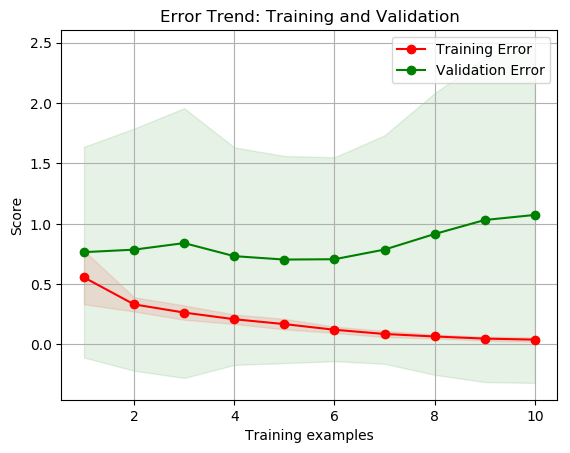 Error Trend: Training and Validation
Training Error
Validation Error
Score
2.5
2.0
1.5
1.0
0.5
0.0
2
4
6
8
10
Training examples